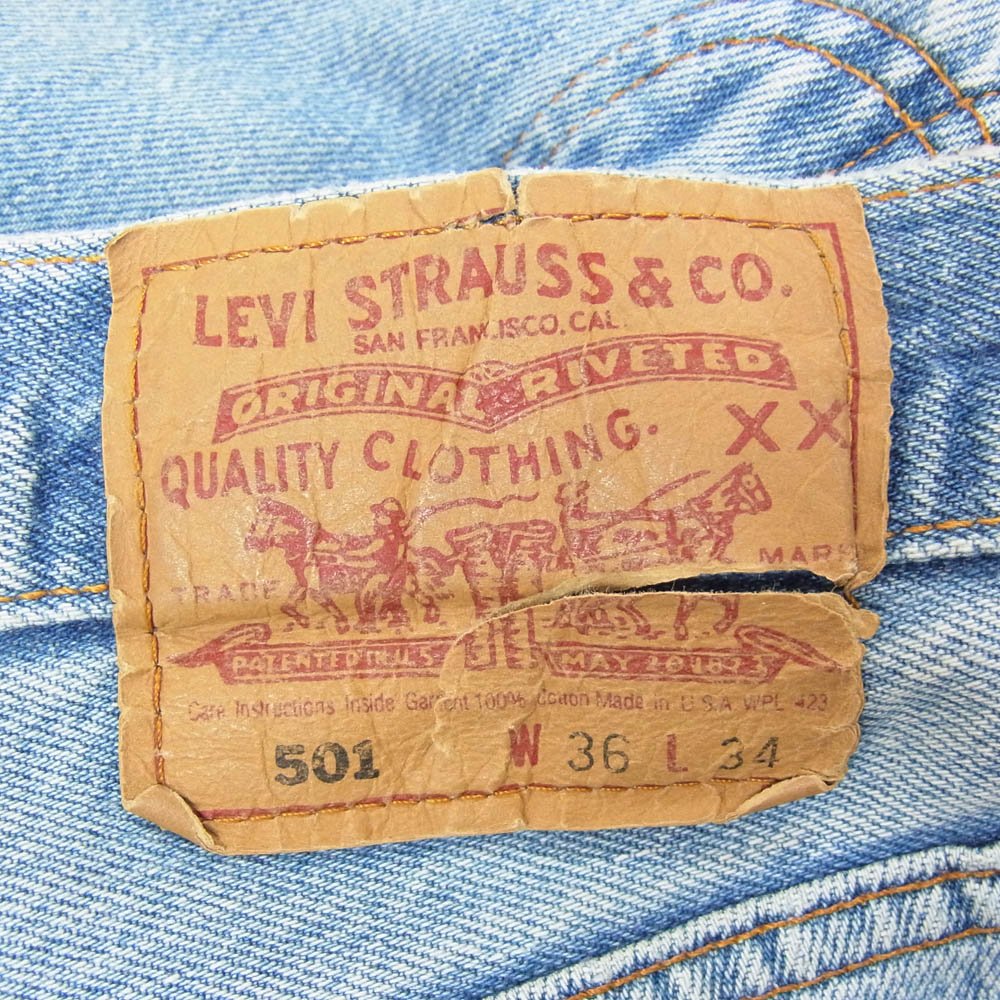 LEVI STRAUSS & CO.
SAN FRANCISCO, CAL.
ORIGINAL RIVETED
QUALITY CLOTHING. XX
TRADE MARK
PATENTED IN U.S. MAY 20 1873
Care Instructions Inside Garment 100% Cotton Made in U S A WPL 423
501 W 36 L 34